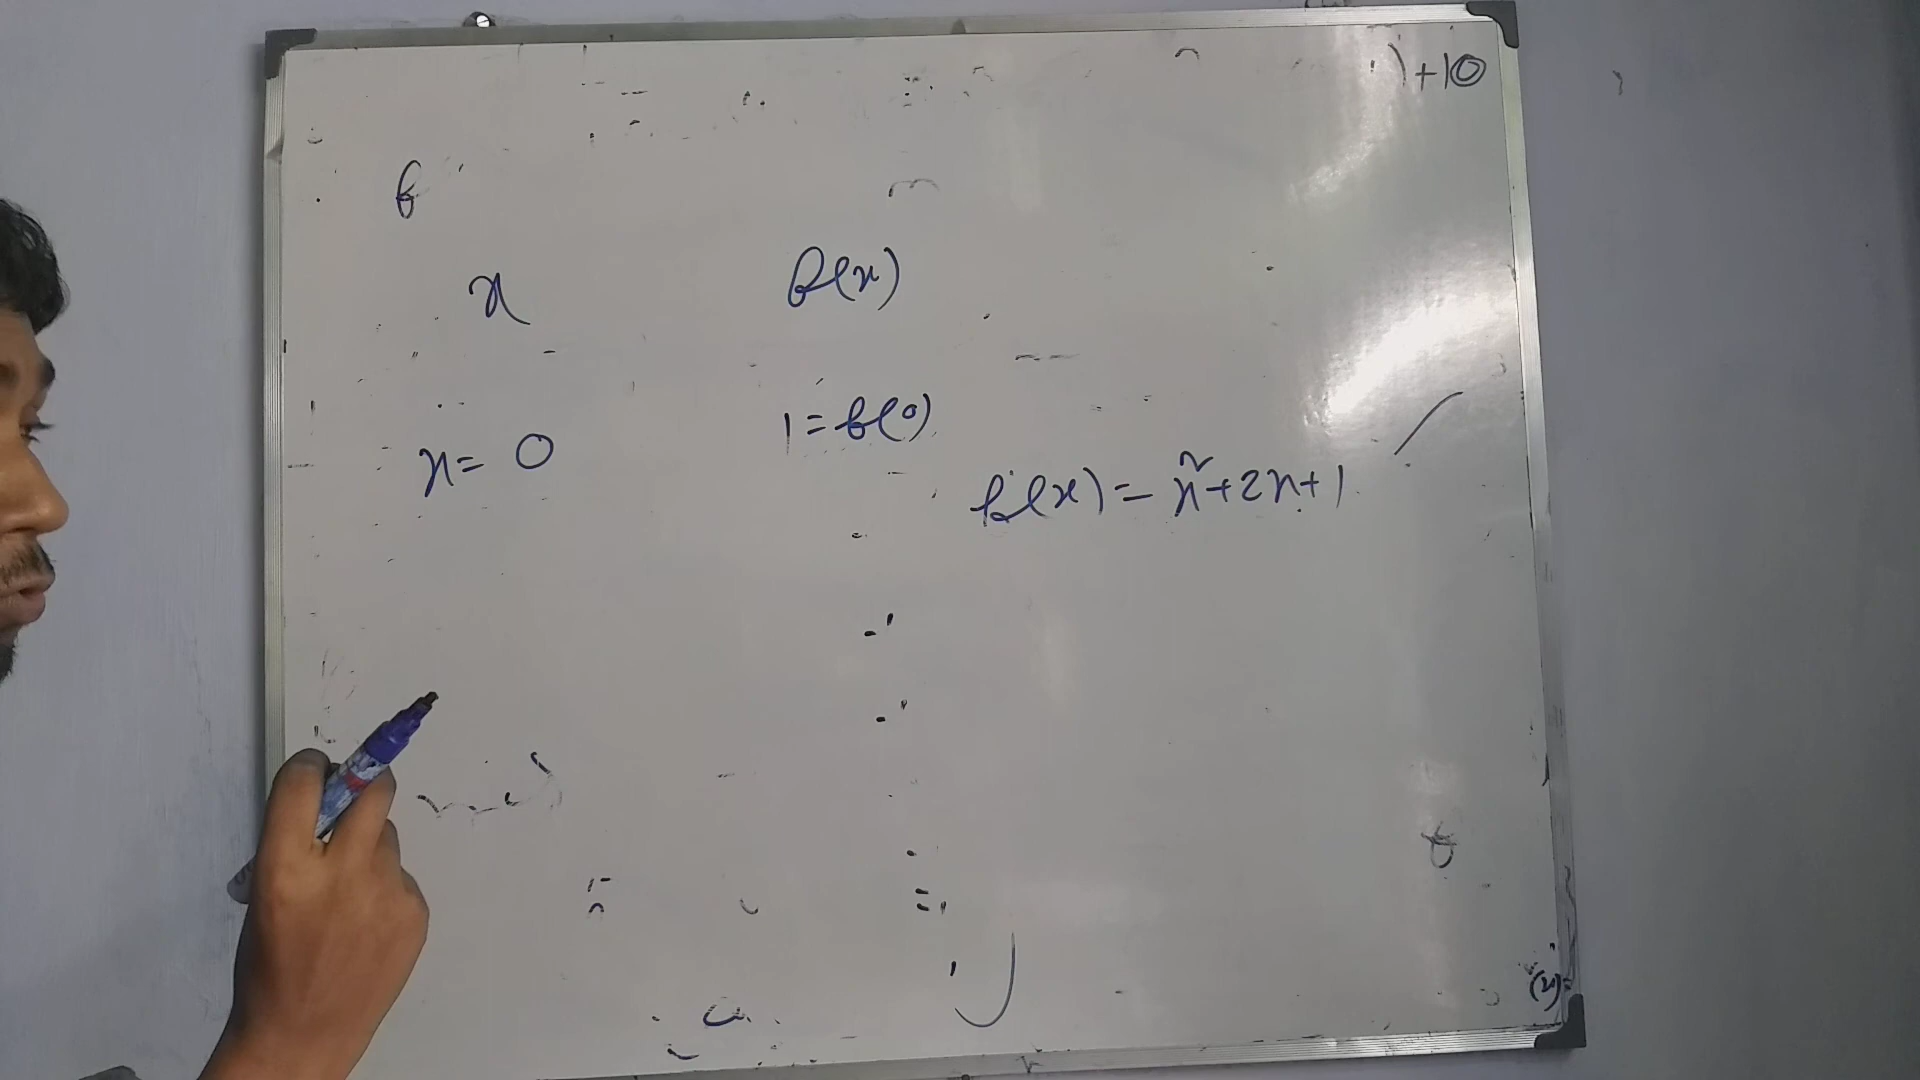 )+10
f
x f(x)
x = 0 1 = f(0)
f(x) = x² + 2x + 1
(x)